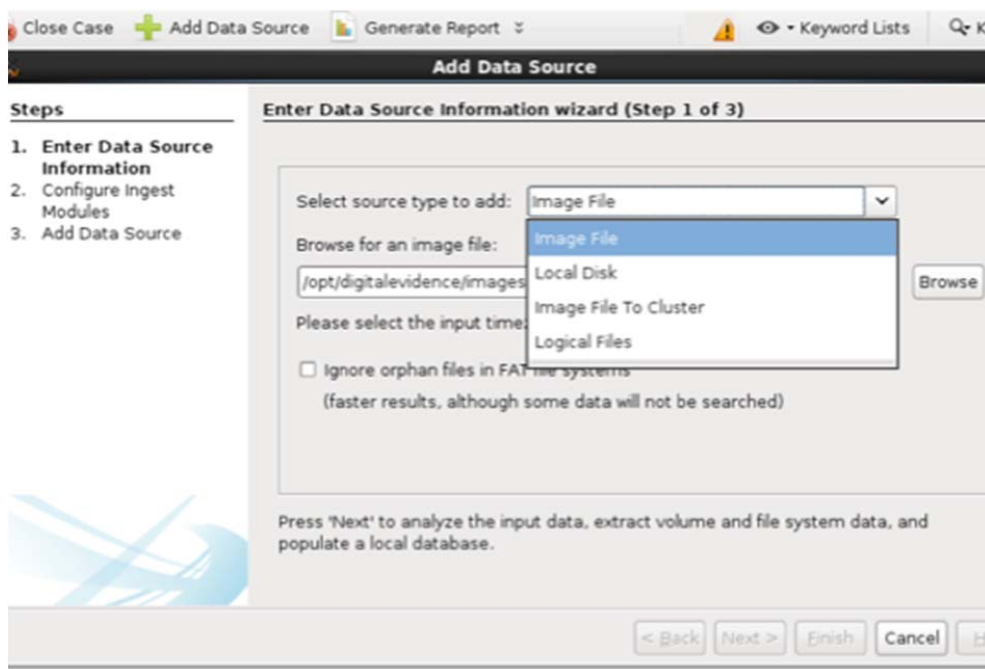 Close Case Add Data Source Generate Report Keyword Lists K
Add Data Source
Steps
1. Enter Data Source
Information
2. Configure Ingest
Modules
3. Add Data Source
Enter Data Source Information wizard (Step 1 of 3)
Select source type to add: Image File
Image File
Local Disk
Image File To Cluster
Logical Files
Browse for an image file:
/opt/digitalevidence/images
Browse
Please select the input time
Ignore orphan files in FAT file systems
(faster results, although some data will not be searched)
Press 'Next' to analyze the input data, extract volume and file system data, and
populate a local database.
< Back Next > Finish Cancel H